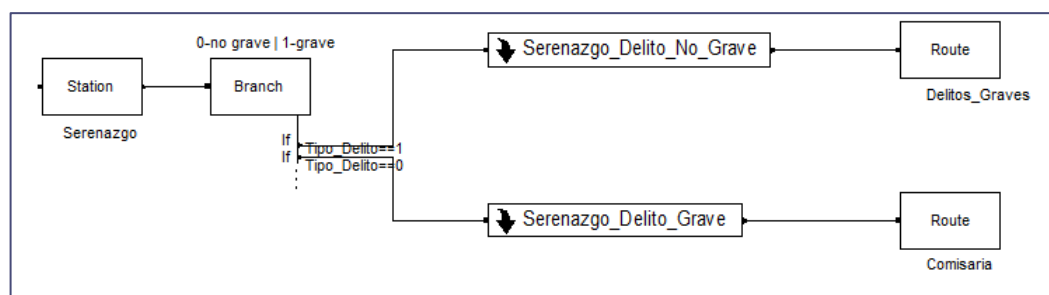 0-no grave | 1-grave
Station
Branch
Serenazgo_Delito_No_Grave
Route
Serenazgo
Delitos_Graves
If
Tipo_Delito==1
If
Tipo_Delito==0
Serenazgo_Delito_Grave
Route
Comisaria